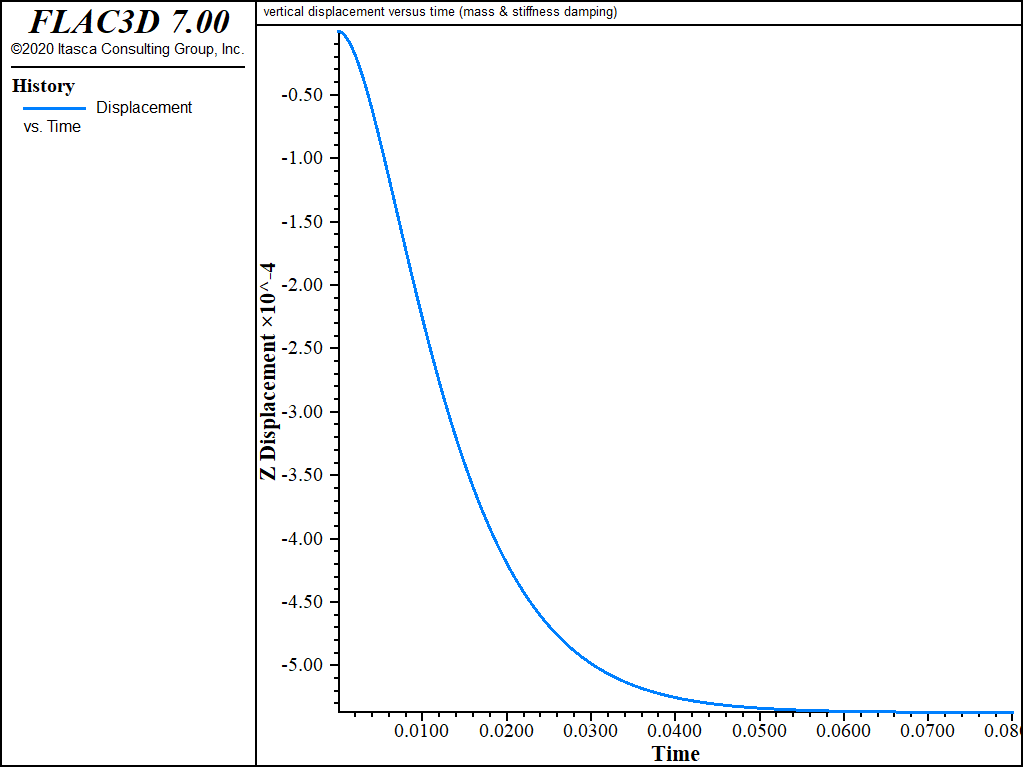 FLAC3D 7.00
©2020 Itasca Consulting Group, Inc.
History
Displacement
vs. Time
vertical displacement versus time (mass & stiffness damping)
Z Displacement ×10^-4
-0.50
-1.00
-1.50
-2.00
-2.50
-3.00
-3.50
-4.00
-4.50
-5.00
0.0100 0.0200 0.0300 0.0400 0.0500 0.0600 0.0700 0.080
Time